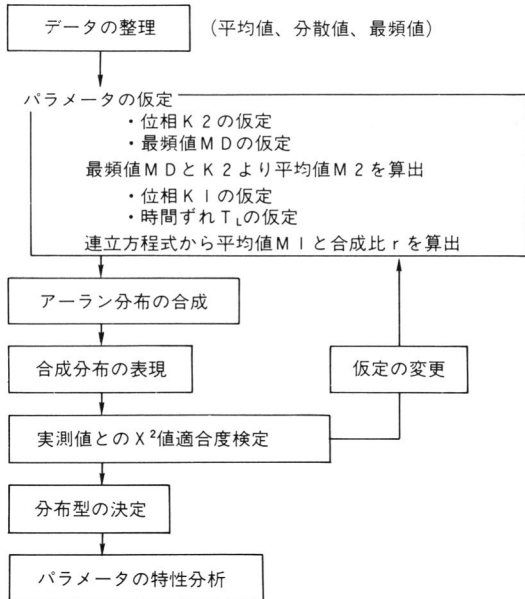 データの整理 (平均値、分散値、最頻値)
パラメータの仮定
・位相K2の仮定
・最頻値MDの仮定
最頻値MDとK2より平均値M2を算出
・位相K1の仮定
・時間ずれTLの仮定
連立方程式から平均値M1と合成比rを算出
アーラン分布の合成
合成分布の表現
仮定の変更
実測値とのX²値適合度検定
分布型の決定
パラメータの特性分析